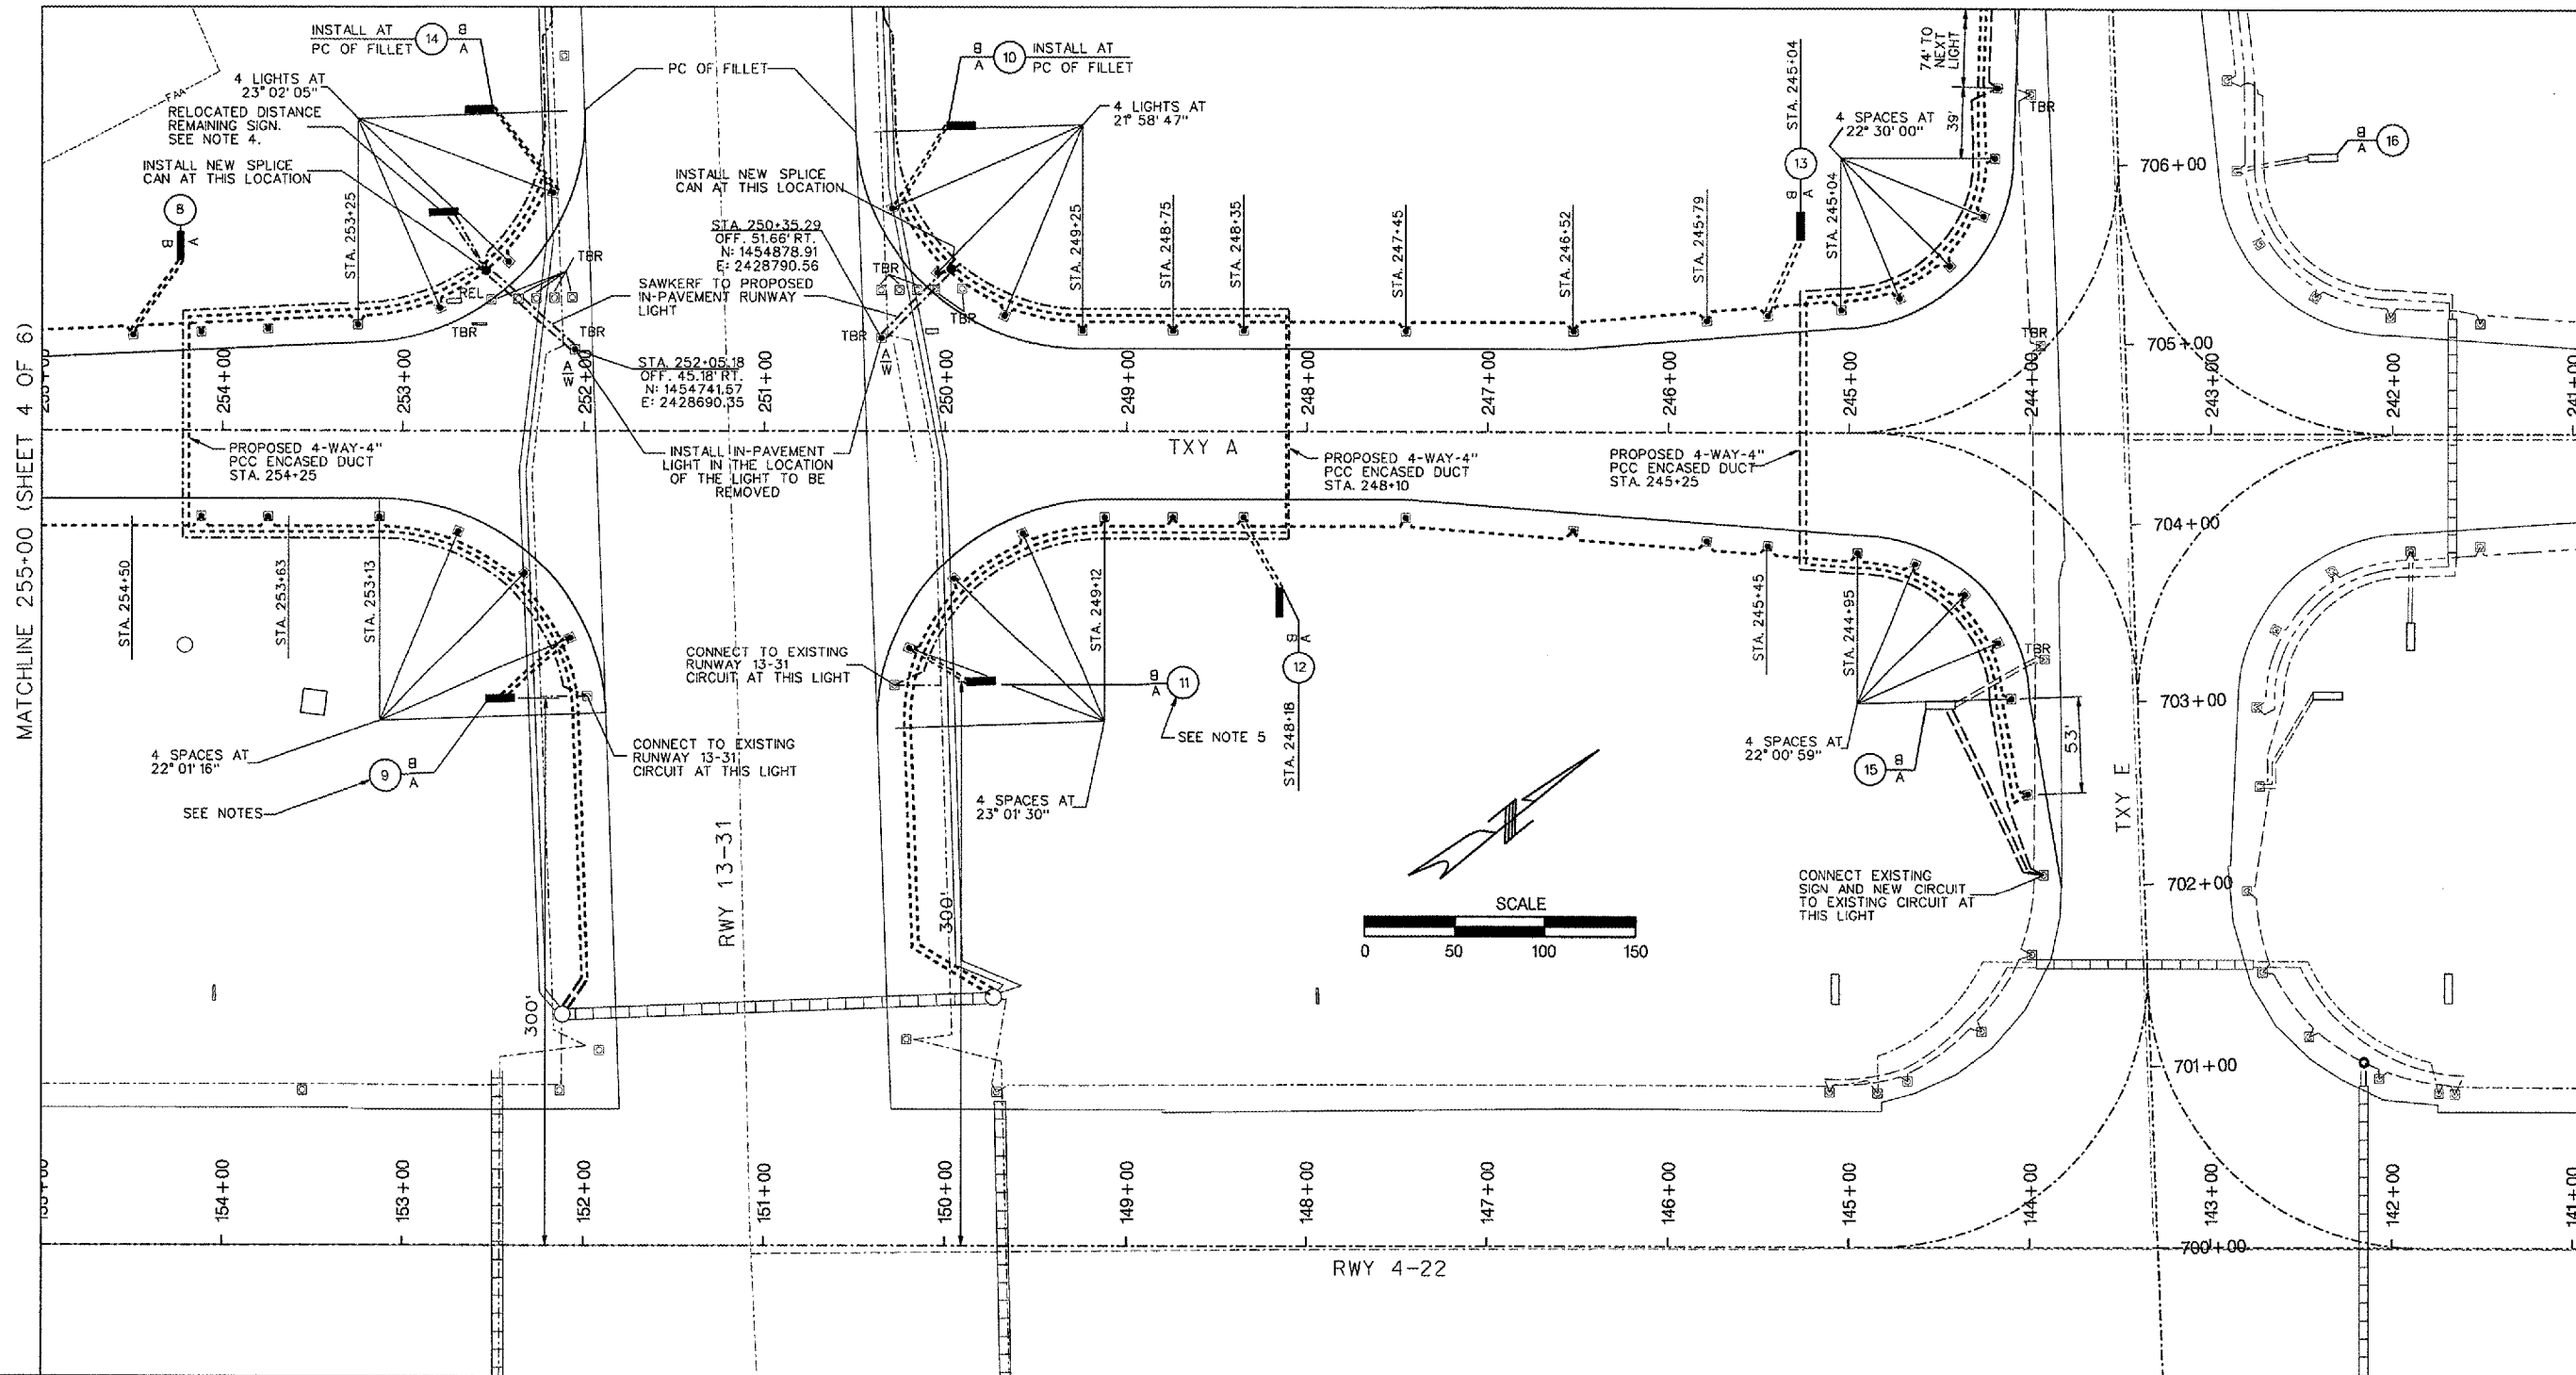 INSTALL AT
PC OF FILLET
14
B
A
4 LIGHTS AT
23° 02' 05"
FAA
RELOCATED DISTANCE
REMAINING SIGN.
SEE NOTE 4.
INSTALL NEW SPLICE
CAN AT THIS LOCATION
8
A
B
STA. 253+25
REL
TBR
TBR
TBR
PC OF FILLET
B
A
10
INSTALL AT
PC OF FILLET
4 LIGHTS AT
21° 58' 47"
INSTALL NEW SPLICE
CAN AT THIS LOCATION
STA. 250+35.29
OFF. 51.66' RT.
N: 1454878.91
E: 2428790.56
SAWKERF TO PROPOSED
IN-PAVEMENT RUNWAY
LIGHT
TBR
TBR
TBR
A
W
A
W
STA. 252+05.18
OFF. 45.18' RT.
N: 1454741.57
E: 2428690.35
STA. 249+25
STA. 248+75
STA. 248+35
STA. 247+45
STA. 246+52
STA. 245+79
STA. 245+04
13
B
A
STA. 245+04
4 SPACES AT
22° 30' 00"
74' TO
NEXT
LIGHT
39'
TBR
TBR
B
A
16
706+00
705+00
704+00
703+00
702+00
701+00
700+00
MATCHLINE 255+00 (SHEET 4 OF 6)
255+00
254+00
253+00
252+00
251+00
250+00
249+00
248+00
247+00
246+00
245+00
244+00
243+00
242+00
241+00
PROPOSED 4-WAY-4"
PCC ENCASED DUCT
STA. 254+25
INSTALL IN-PAVEMENT
LIGHT IN THE LOCATION
OF THE LIGHT TO BE
REMOVED
TXY A
PROPOSED 4-WAY-4"
PCC ENCASED DUCT
STA. 248+10
PROPOSED 4-WAY-4"
PCC ENCASED DUCT
STA. 245+25
STA. 254+50
STA. 253+63
STA. 253+13
STA. 249+12
STA. 245+45
STA. 244+95
TBR
CONNECT TO EXISTING
RUNWAY 13-31
CIRCUIT AT THIS LIGHT
B
A
11
SEE NOTE 5
B
A
12
STA. 248+18
4 SPACES AT
22° 01' 16"
9
B
A
SEE NOTES
CONNECT TO EXISTING
RUNWAY 13-31
CIRCUIT AT THIS LIGHT
4 SPACES AT
23° 01' 30"
4 SPACES AT
22° 00' 59"
15
B
A
53'
TXY E
RWY 13-31
300'
300'
N
SCALE
0 50 100 150
CONNECT EXISTING
SIGN AND NEW CIRCUIT
TO EXISTING CIRCUIT AT
THIS LIGHT
155+00
154+00
153+00
152+00
151+00
150+00
149+00
148+00
147+00
146+00
145+00
144+00
143+00
142+00
141+00
RWY 4-22